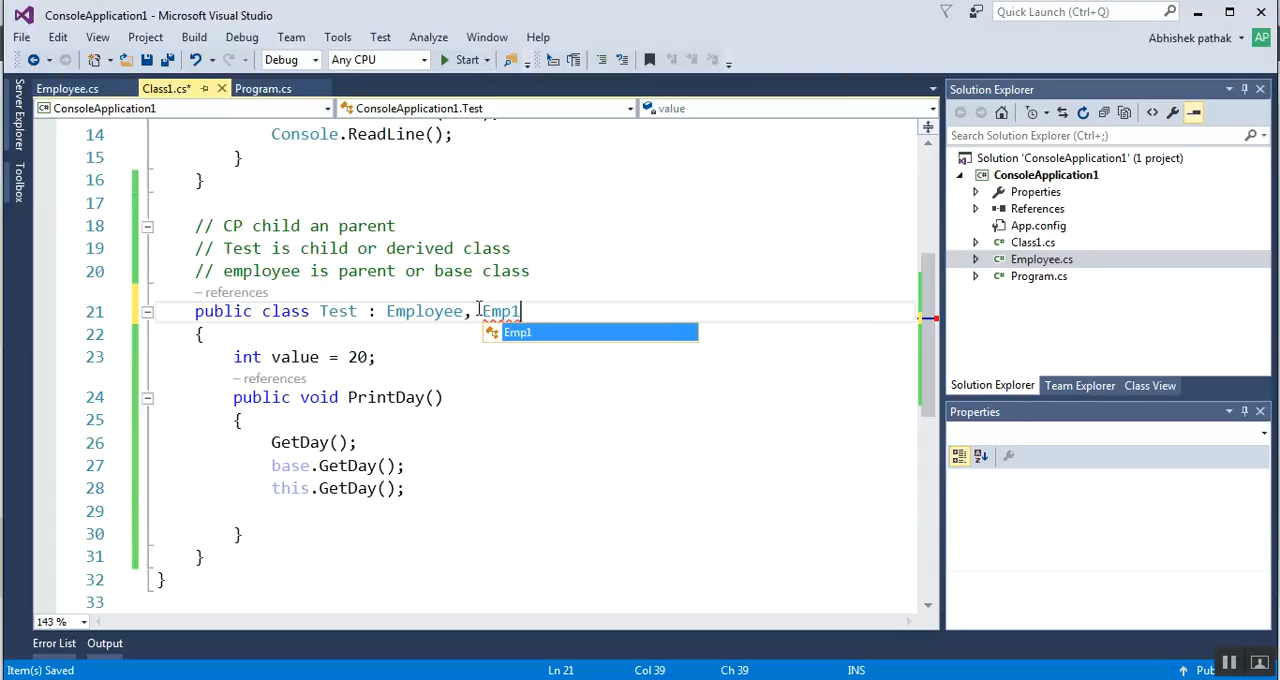 ConsoleApplication1 - Microsoft Visual Studio
Quick Launch (Ctrl+Q)
File Edit View Project Build Debug Team Tools Test Analyze Window Help
Abhishek pathak AP
Debug Any CPU Start
Server Explorer
Toolbox
Employee.cs Class1.cs* Program.cs
ConsoleApplication1 ConsoleApplication1.Test value
14 Console.ReadLine();
15 }
16 }
17
18 // CP child an parent
19 // Test is child or derived class
20 // employee is parent or base class
– references
21 public class Test : Employee, Emp1
Emp1
22 {
23 int value = 20;
– references
24 public void PrintDay()
25 {
26 GetDay();
27 base.GetDay();
28 this.GetDay();
29
30 }
31 }
32 }
33
143 %
Error List Output
Solution Explorer
Search Solution Explorer (Ctrl+;)
Solution 'ConsoleApplication1' (1 project)
C# ConsoleApplication1
Properties
References
App.config
C# Class1.cs
C# Employee.cs
C# Program.cs
Solution Explorer Team Explorer Class View
Properties
Item(s) Saved Ln 21 Col 39 Ch 39 INS